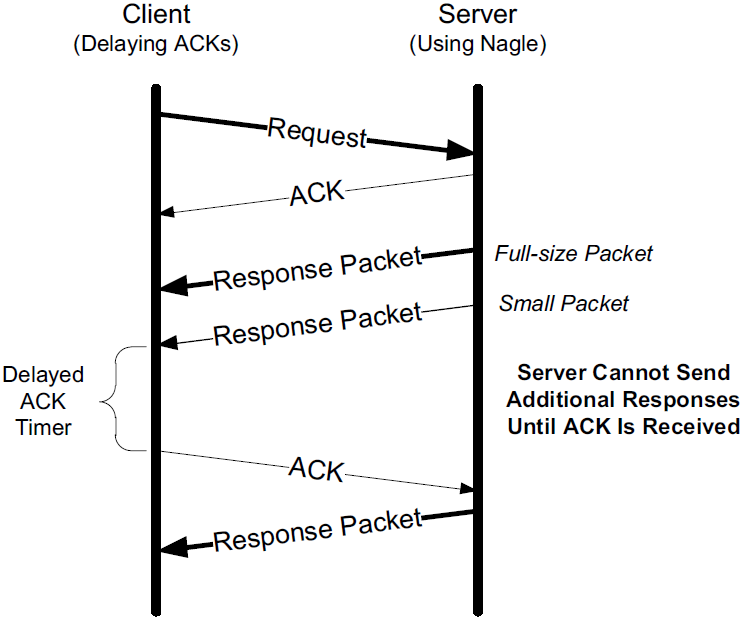 Client
(Delaying ACKs)
Server
(Using Nagle)
Request
ACK
Response Packet
Full-size Packet
Response Packet
Small Packet
Delayed
ACK
Timer
Server Cannot Send
Additional Responses
Until ACK Is Received
ACK
Response Packet